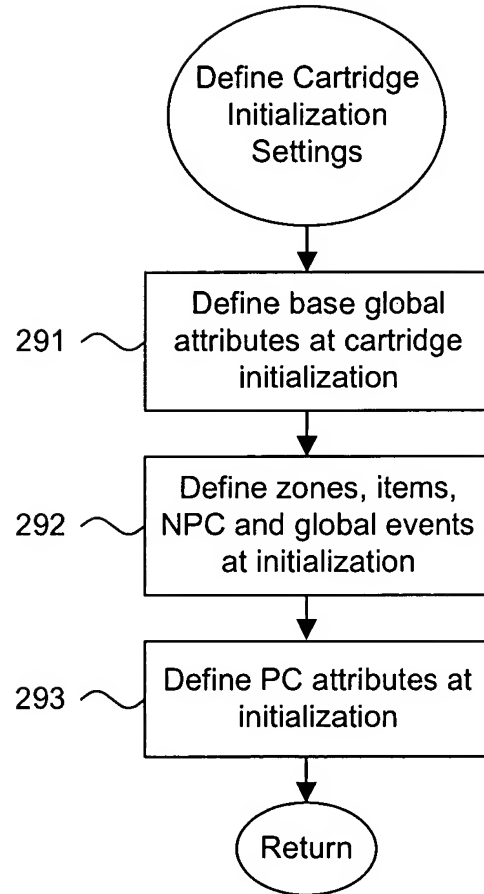 Define Cartridge
Initialization
Settings
291
Define base global
attributes at cartridge
initialization
292
Define zones, items,
NPC and global events
at initialization
293
Define PC attributes at
initialization
Return